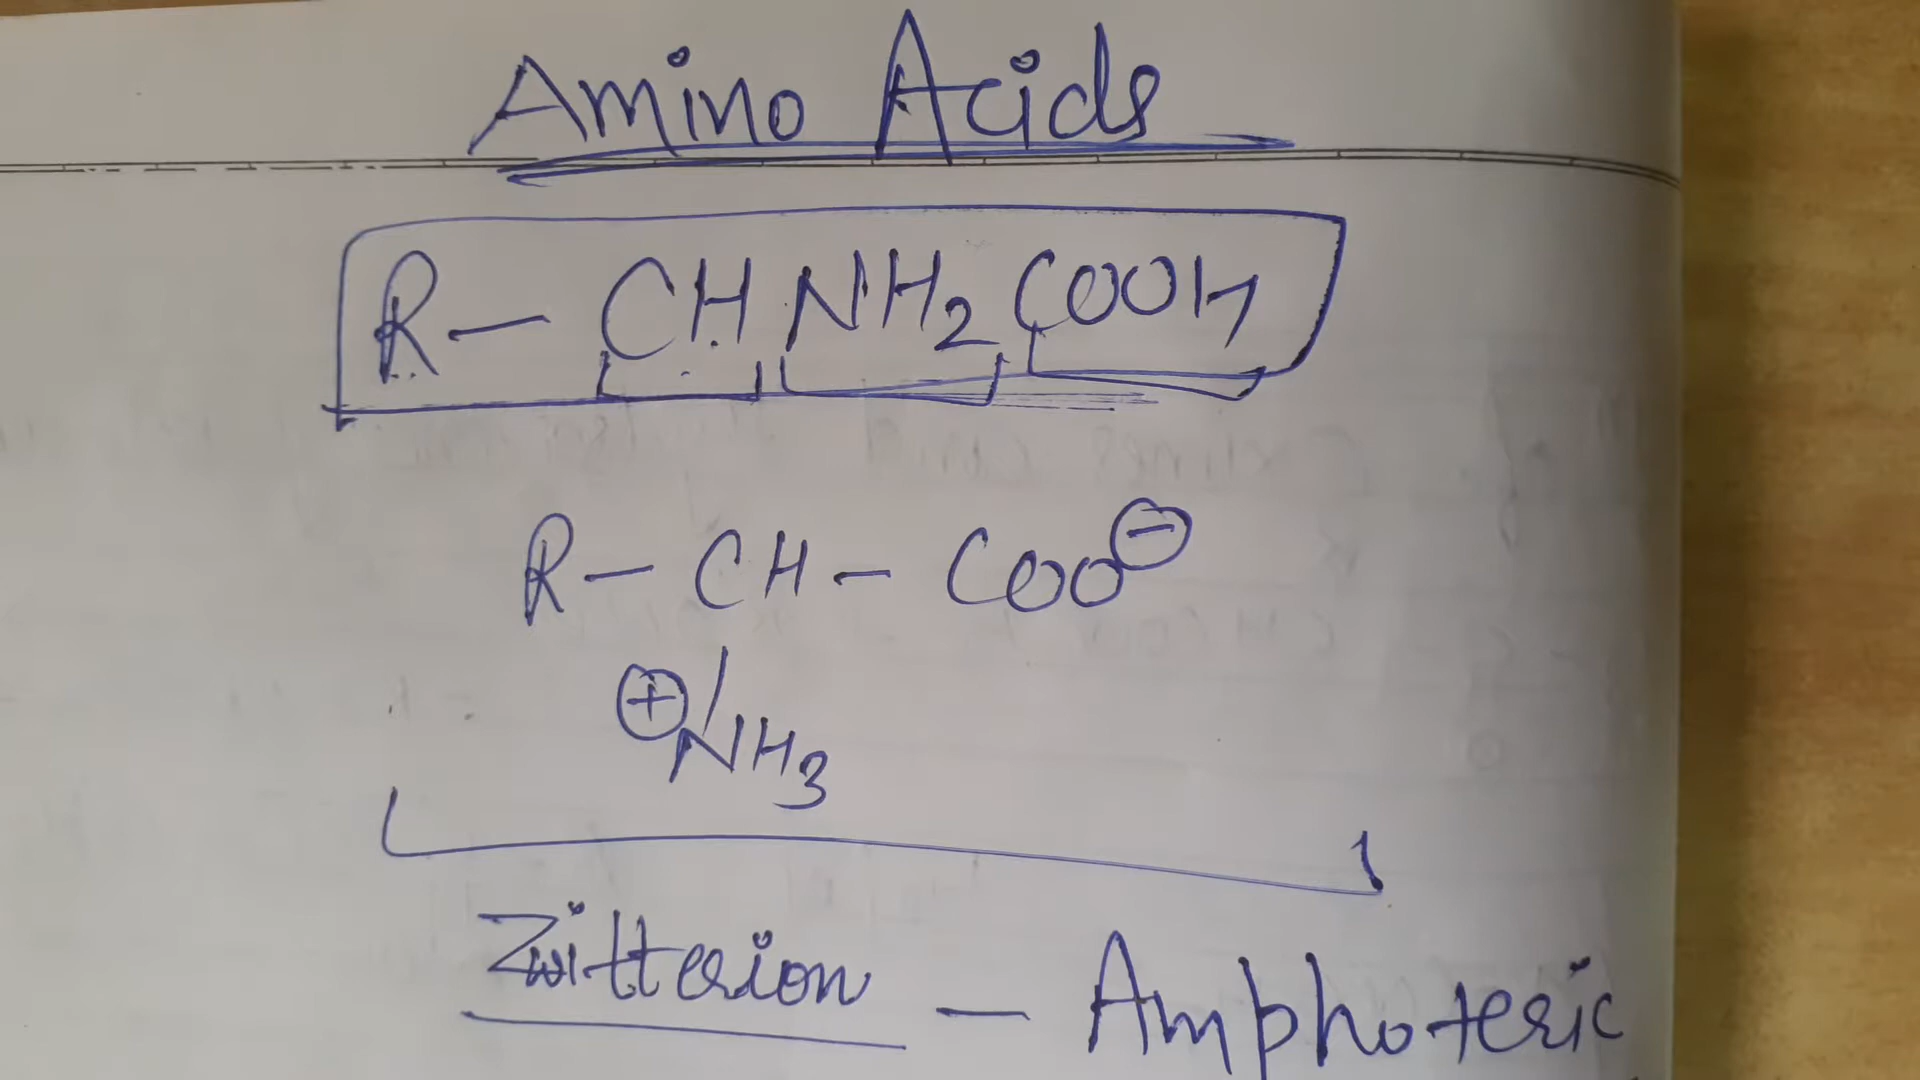 Amino Acids
R - CH NH2 COOH
R - CH - COO⊖
⊕NH3
Zwitterion - Amphoteric